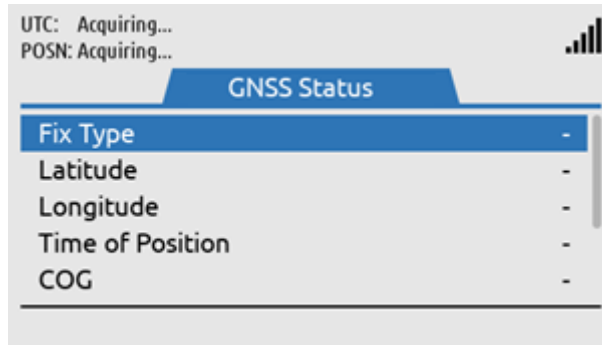 UTC: Acquiring...
POSN: Acquiring...
GNSS Status
Fix Type -
Latitude -
Longitude -
Time of Position -
COG -